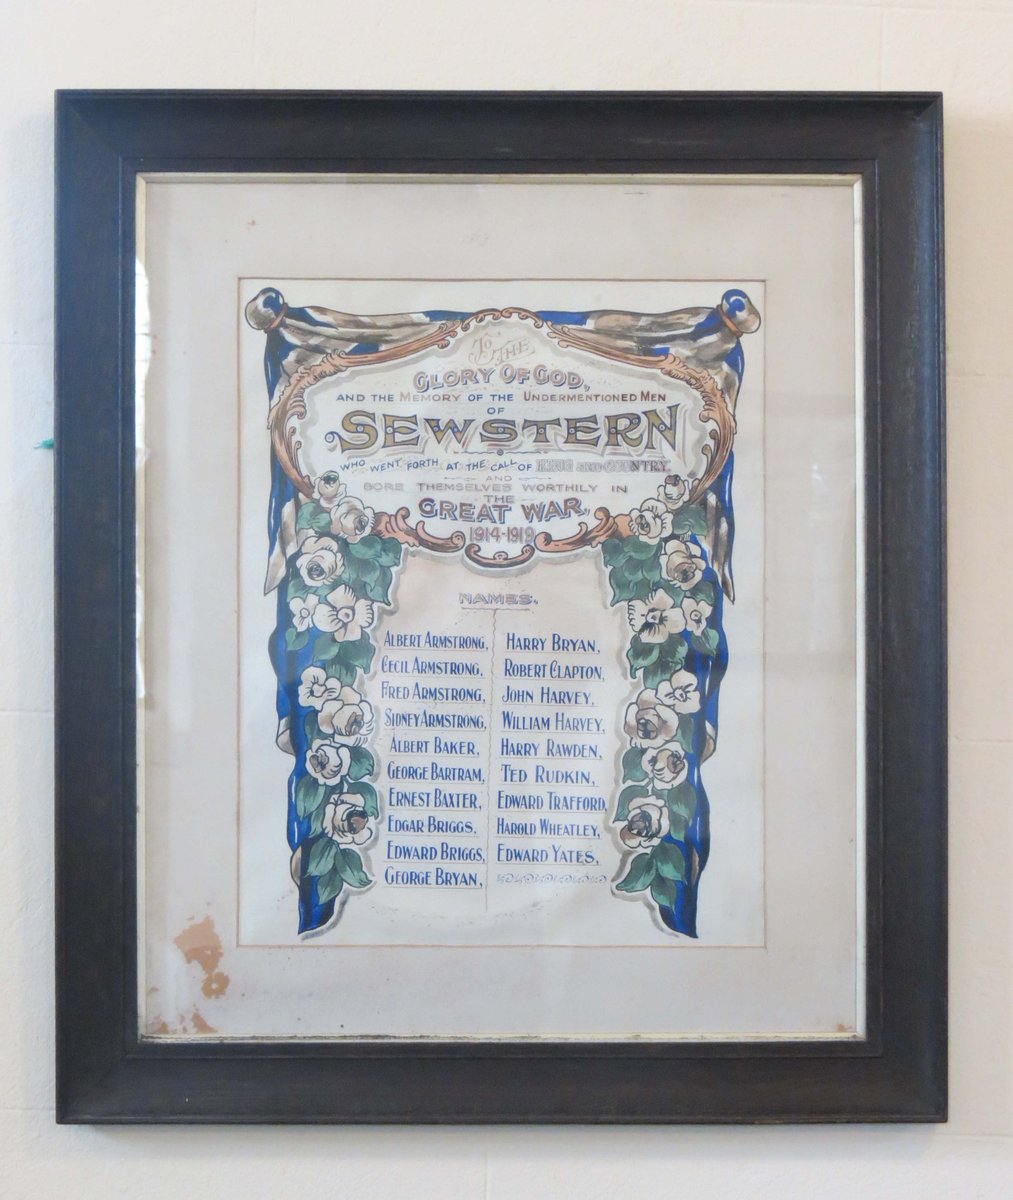 To The
Glory Of God,
and the Memory of the Undermentioned Men
of
Sewstern
who went forth at the call of King and Country.
and
bore themselves worthily in
the
Great War,
1914-1919
Names.
Albert Armstrong,
Cecil Armstrong,
Fred Armstrong,
Sidney Armstrong,
Albert Baker,
George Bartram,
Ernest Baxter,
Edgar Briggs,
Edward Briggs,
George Bryan,
Harry Bryan,
Robert Clapton,
John Harvey,
William Harvey,
Harry Rawden,
Ted Rudkin,
Edward Trafford,
Harold Wheatley,
Edward Yates,